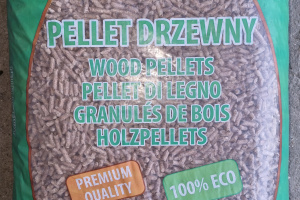 PELLET DRZEWNY
WOOD PELLETS
PELLET DI LEGNO
GRANULÉS DE BOIS
HOLZPELLETS
PREMIUM
QUALITY
100% ECO